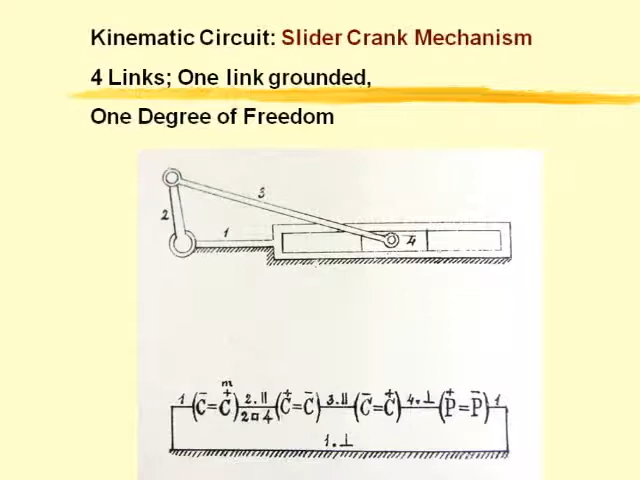 Kinematic Circuit: Slider Crank Mechanism
4 Links; One link grounded,
One Degree of Freedom
3
2
1
4
m
1 (C̄=C⁺) 2.|| (C⁺=C̄) 3.|| (C̄=C⁺) 4.⊥ (P⁺=P̄) 1
2□4
1.⊥